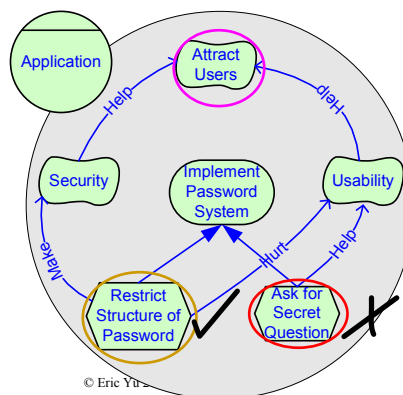 Application
Attract
Users
Help
Help
Security
Implement
Password
System
Usability
Make
Hurt
Help
Restrict
Structure of
Password
Ask for
Secret
Question
© Eric Yu